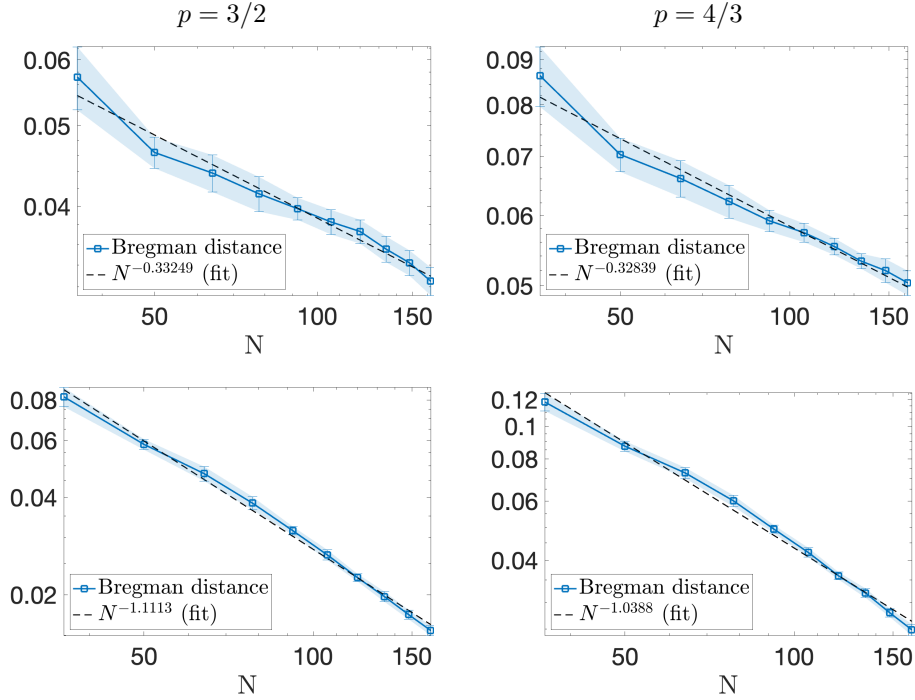 p = 3/2
p = 4/3
0.06
0.05
0.04
Bregman distance
N^{-0.33249} (fit)
50
100
150
N
0.09
0.08
0.07
0.06
0.05
Bregman distance
N^{-0.32839} (fit)
50
100
150
N
0.08
0.06
0.04
0.02
Bregman distance
N^{-1.1113} (fit)
50
100
150
N
0.12
0.1
0.08
0.06
0.04
Bregman distance
N^{-1.0388} (fit)
50
100
150
N